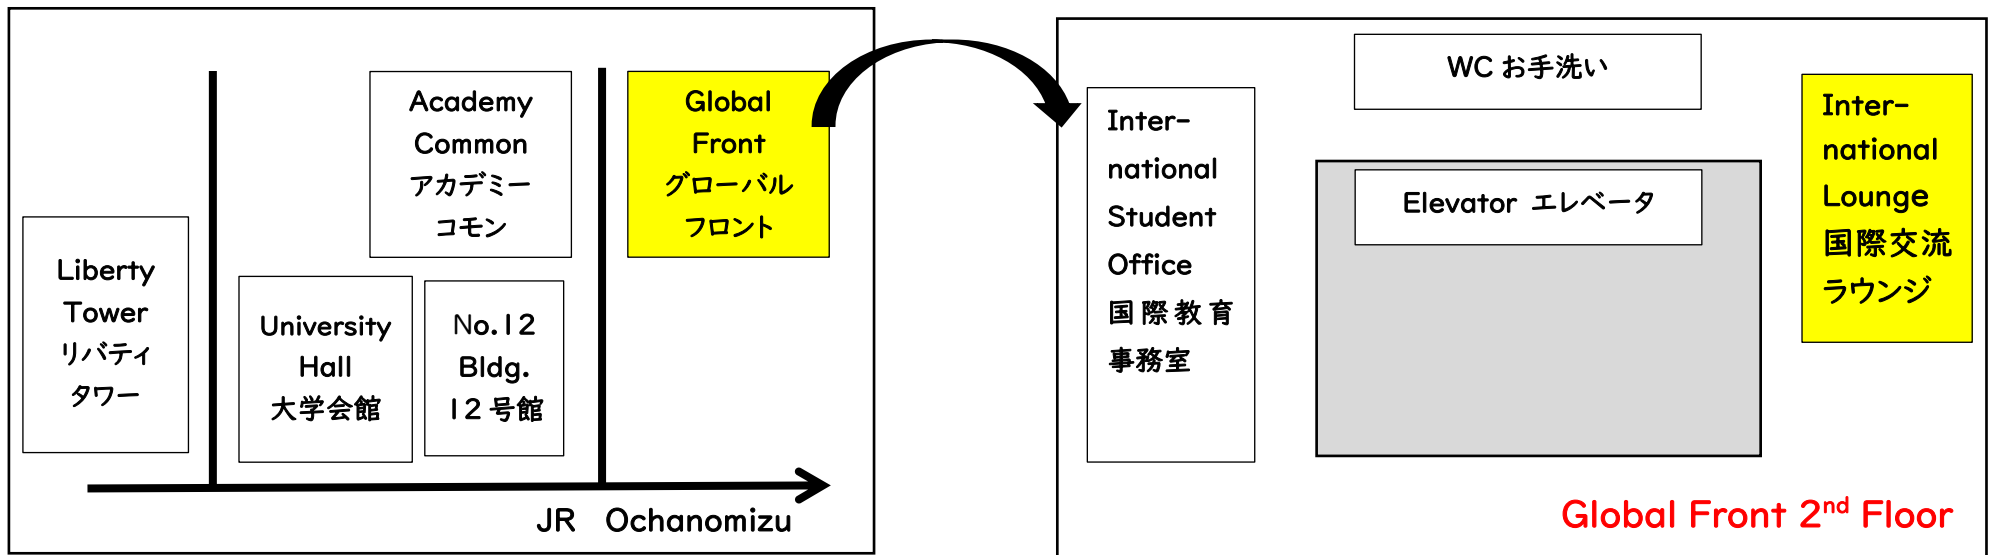 Liberty
Tower
リバティ
タワー
University
Hall
大学会館
Academy
Common
アカデミー
コモン
No.12
Bldg.
12号館
Global
Front
グローバル
フロント
JR Ochanomizu
Inter-
national
Student
Office
国際教育
事務室
WC お手洗い
Elevator エレベータ
Inter-
national
Lounge
国際交流
ラウンジ
Global Front 2nd Floor